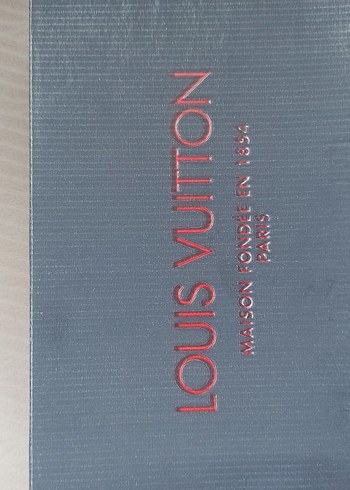 LOUIS VUITTON
MAISON FONDÉE EN 1854
PARIS